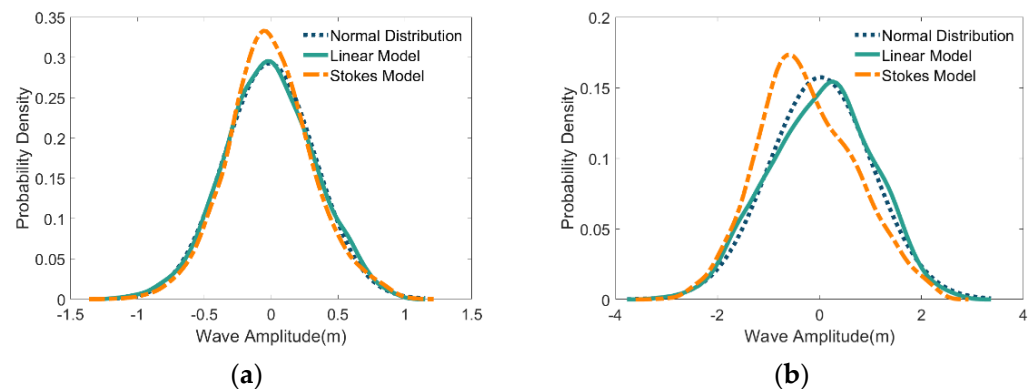 0.35
0.3
0.25
0.2
0.15
0.1
0.05
0
-1.5 -1 -0.5 0 0.5 1 1.5
Probability Density
Wave Amplitude(m)
Normal Distribution
Linear Model
Stokes Model
(a)
0.2
0.15
0.1
0.05
0
-4 -2 0 2 4
Probability Density
Wave Amplitude(m)
Normal Distribution
Linear Model
Stokes Model
(b)